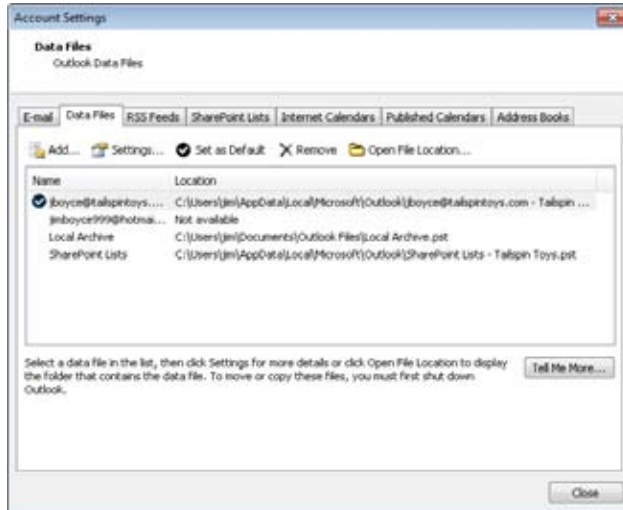 Account Settings
Data Files
Outlook Data Files
E-mail Data Files RSS Feeds SharePoint Lists Internet Calendars Published Calendars Address Books
Add... Settings... Set as Default Remove Open File Location...
Name Location
jboyce@tailspintoys.... C:\Users\jim\AppData\Local\Microsoft\Outlook\jboyce@tailspintoys.com - Tailspin ...
jimboyce999@hotmai... Not available
Local Archive C:\Users\jim\Documents\Outlook Files\Local Archive.pst
SharePoint Lists C:\Users\jim\AppData\Local\Microsoft\Outlook\SharePoint Lists - Tailspin Toys.pst
Select a data file in the list, then click Settings for more details or click Open File Location to display
the folder that contains the data file. To move or copy these files, you must first shut down
Outlook.
Tell Me More...
Close